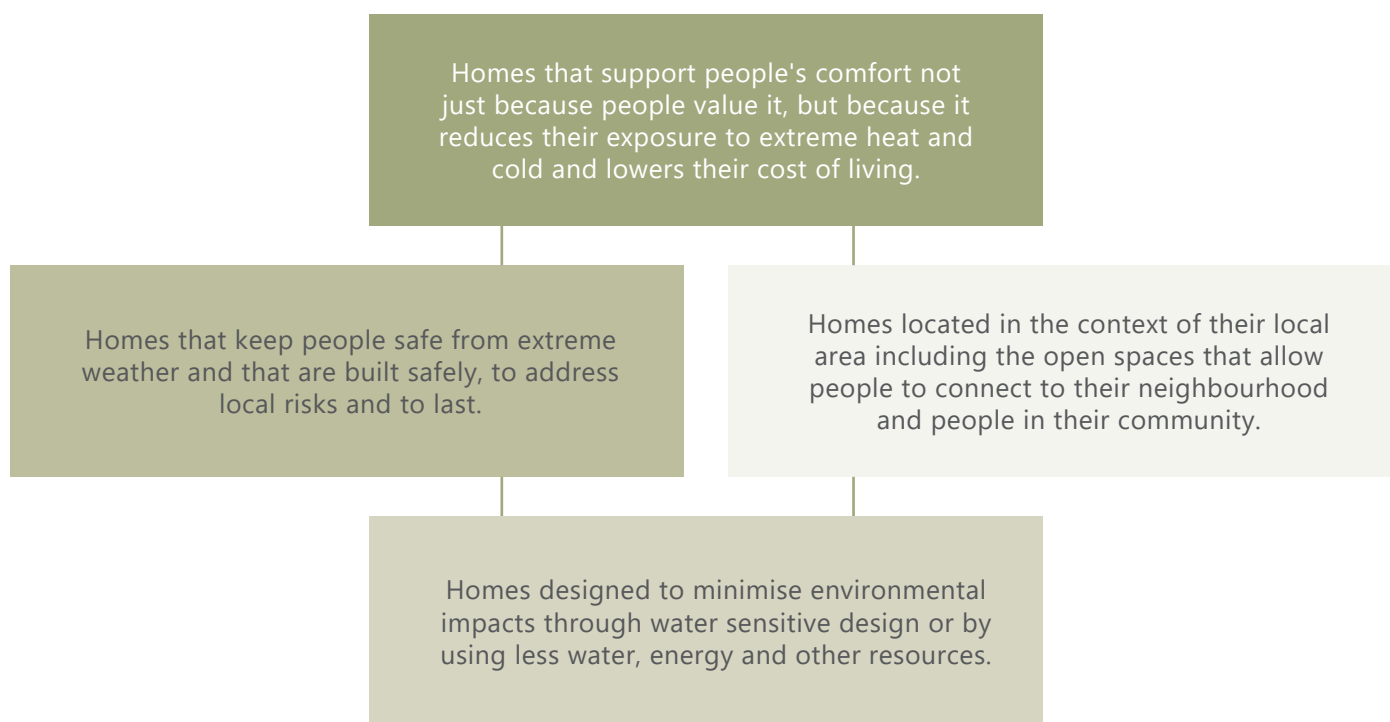 Homes that support people's comfort not
just because people value it, but because it
reduces their exposure to extreme heat and
cold and lowers their cost of living.
Homes that keep people safe from extreme
weather and that are built safely, to address
local risks and to last.
Homes located in the context of their local
area including the open spaces that allow
people to connect to their neighbourhood
and people in their community.
Homes designed to minimise environmental
impacts through water sensitive design or by
using less water, energy and other resources.